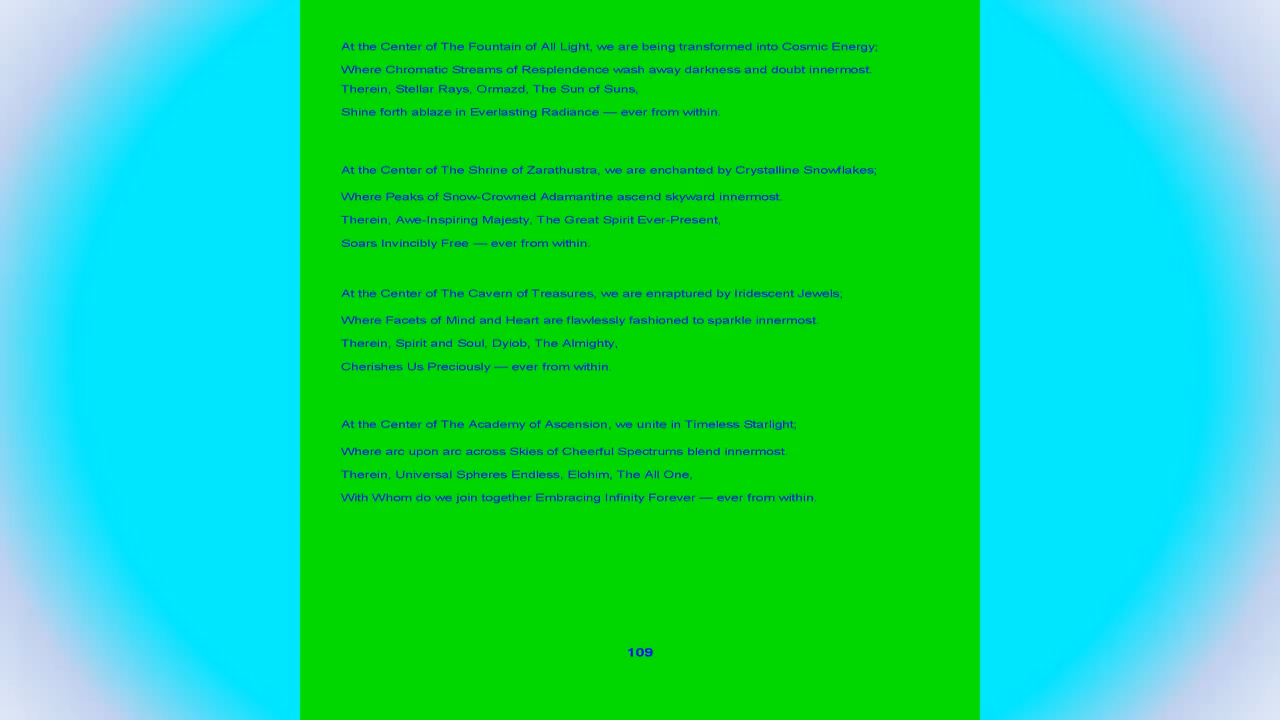 At the Center of The Fountain of All Light, we are being transformed into Cosmic Energy;
Where Chromatic Streams of Resplendence wash away darkness and doubt innermost.
Therein, Stellar Rays, Ormazd, The Sun of Suns,
Shine forth ablaze in Everlasting Radiance — ever from within.
At the Center of The Shrine of Zarathustra, we are enchanted by Crystalline Snowflakes;
Where Peaks of Snow-Crowned Adamantine ascend skyward innermost.
Therein, Awe-Inspiring Majesty, The Great Spirit Ever-Present,
Soars Invincibly Free — ever from within.
At the Center of The Cavern of Treasures, we are enraptured by Iridescent Jewels;
Where Facets of Mind and Heart are flawlessly fashioned to sparkle innermost.
Therein, Spirit and Soul, Dyiob, The Almighty,
Cherishes Us Preciously — ever from within.
At the Center of The Academy of Ascension, we unite in Timeless Starlight;
Where arc upon arc across Skies of Cheerful Spectrums blend innermost.
Therein, Universal Spheres Endless, Elohim, The All One,
With Whom do we join together Embracing Infinity Forever — ever from within.
109